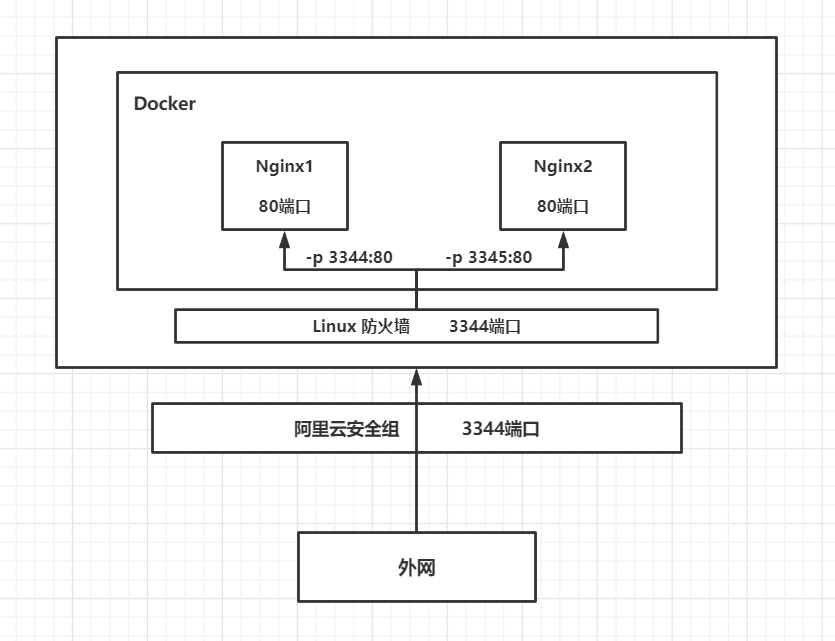 Docker
Nginx1
80端口
Nginx2
80端口
-p 3344:80
-p 3345:80
Linux 防火墙 3344端口
阿里云安全组 3344端口
外网